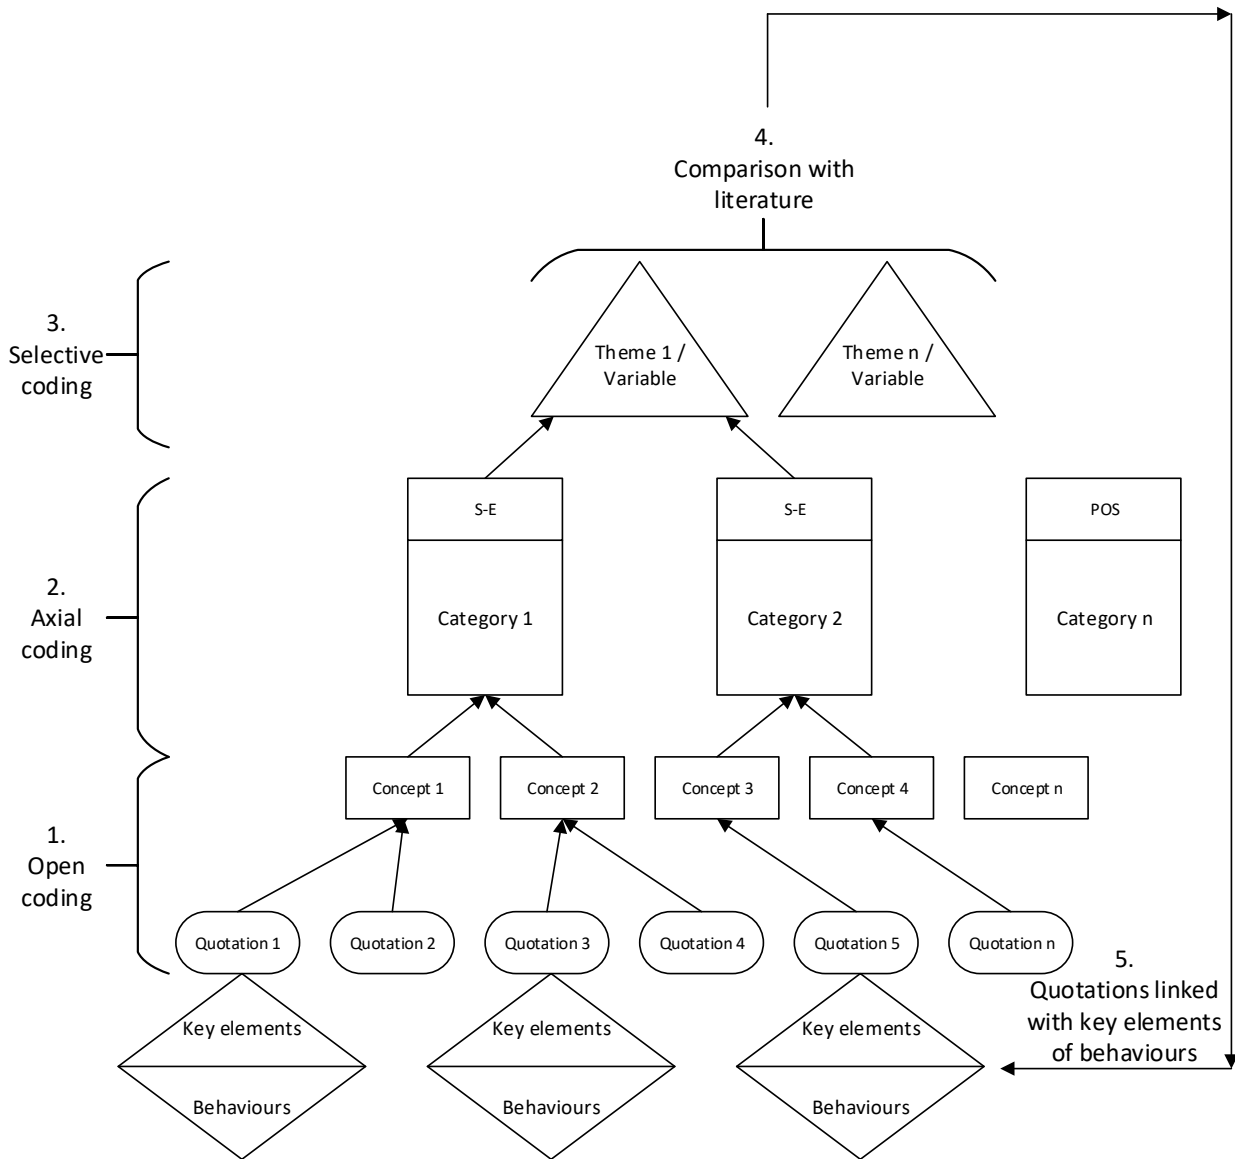 4.
Comparison with
literature
3.
Selective
coding
Theme 1 /
Variable
Theme n /
Variable
S-E
S-E
POS
2.
Axial
coding
Category 1
Category 2
Category n
1.
Open
coding
Concept 1
Concept 2
Concept 3
Concept 4
Concept n
Quotation 1
Quotation 2
Quotation 3
Quotation 4
Quotation 5
Quotation n
5.
Quotations linked
with key elements
of behaviours
Key elements
Key elements
Key elements
Behaviours
Behaviours
Behaviours